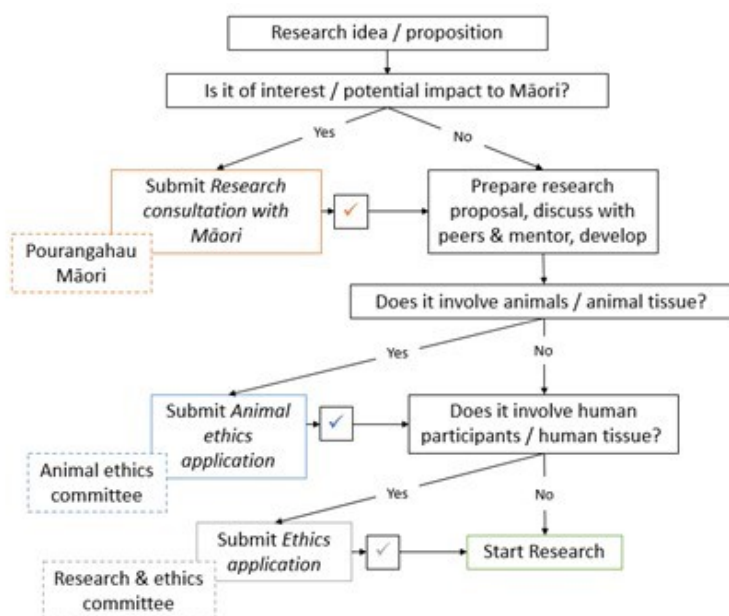 Research idea / proposition
Is it of interest / potential impact to Māori?
Yes
No
Submit Research
consultation with
Māori
✓
Prepare research
proposal, discuss with
peers & mentor, develop
Pourangahau
Māori
Does it involve animals / animal tissue?
Yes
No
Submit Animal
ethics
application
✓
Does it involve human
participants / human tissue?
Animal ethics
committee
Yes
No
Submit Ethics
application
✓
Start Research
Research & ethics
committee